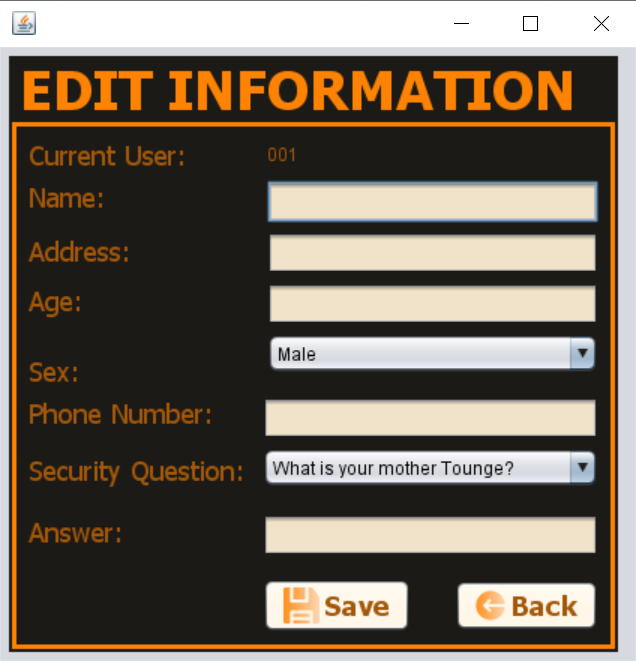 EDIT INFORMATION
Current User: 001
Name:
Address:
Age:
Male
Sex:
Phone Number:
Security Question: What is your mother Tounge?
Answer:
Save Back